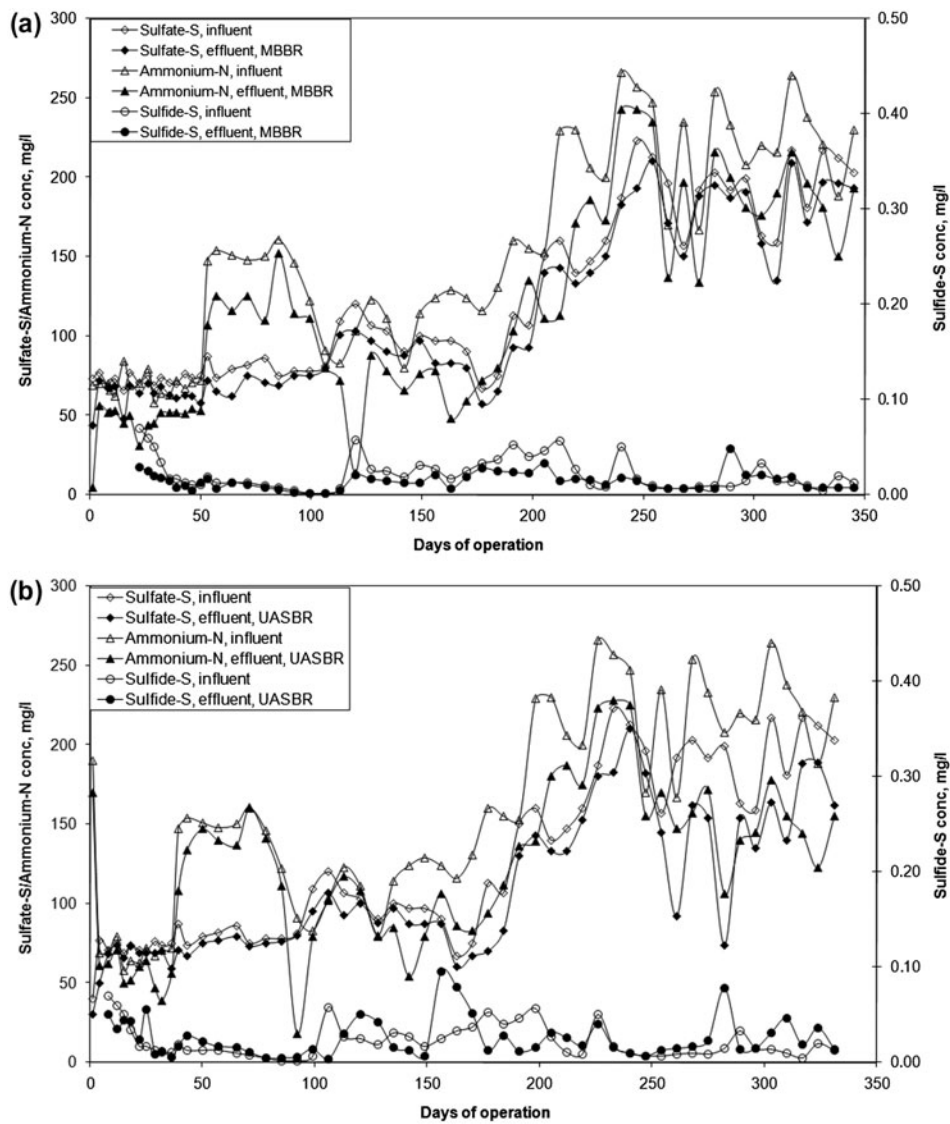 (a)
300
250
200
150
100
50
0
Sulfate-S/Ammonium-N conc, mg/l
Sulfate-S, influent
Sulfate-S, effluent, MBBR
Ammonium-N, influent
Ammonium-N, effluent, MBBR
Sulfide-S, influent
Sulfide-S, effluent, MBBR
0.50
0.40
0.30
0.20
0.10
0.00
Sulfide-S conc, mg/l
0 50 100 150 200 250 300 350
Days of operation
(b)
300
250
200
150
100
50
0
Sulfate-S/Ammonium-N conc, mg/l
Sulfate-S, influent
Sulfate-S, effluent, UASBR
Ammonium-N, influent
Ammonium-N, effluent, UASBR
Sulfide-S, influent
Sulfide-S, effluent, UASBR
0.50
0.40
0.30
0.20
0.10
0.00
Sulfide-S conc, mg/l
0 50 100 150 200 250 300 350
Days of operation